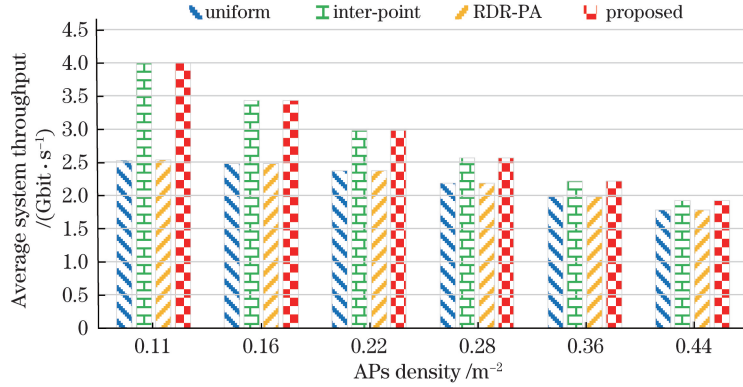 uniform inter-point RDR-PA proposed
Average system throughput
/(Gbit·s⁻¹)
4.5
4.0
3.5
3.0
2.5
2.0
1.5
1.0
0.5
0
0.11 0.16 0.22 0.28 0.36 0.44
APs density /m⁻²